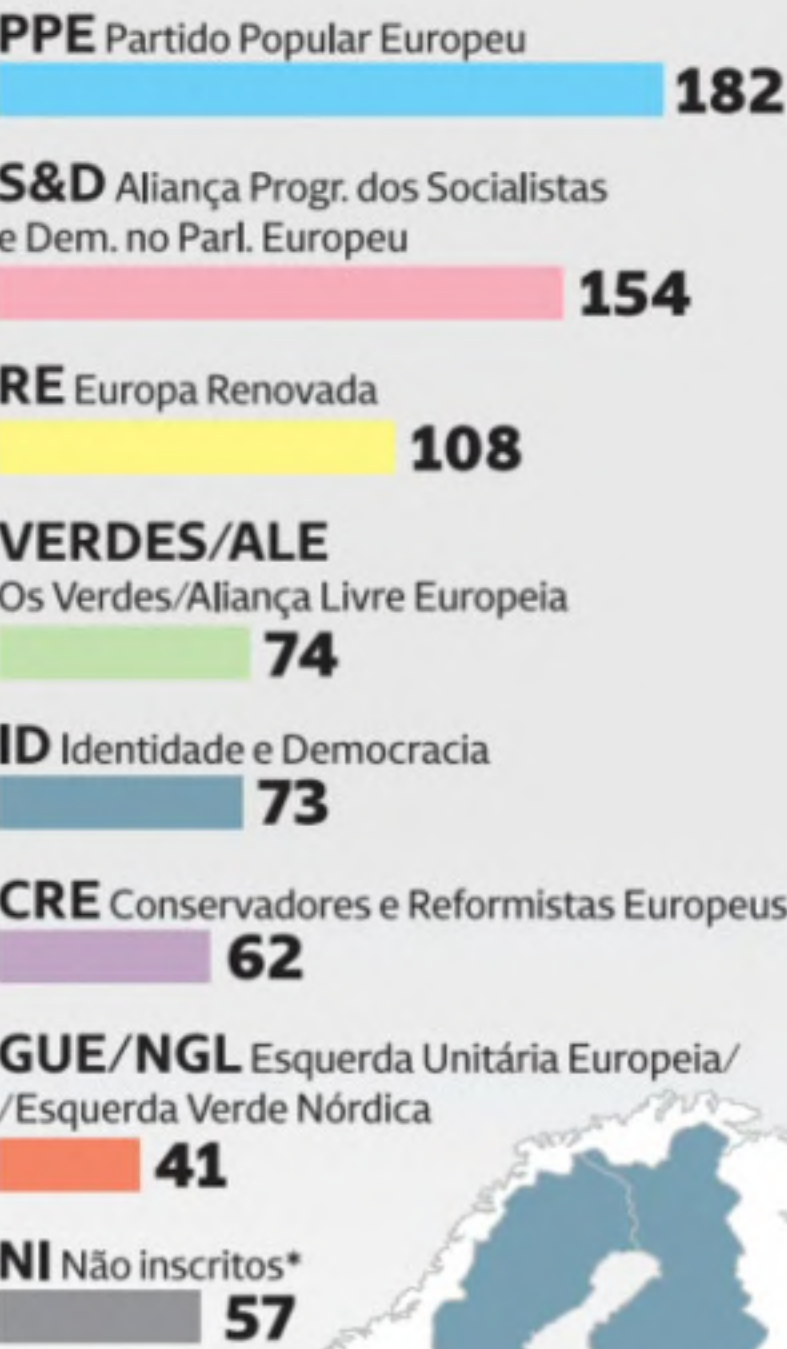 PPE Partido Popular Europeu
182
S&D Aliança Progr. dos Socialistas
e Dem. no Parl. Europeu
154
RE Europa Renovada
108
VERDES/ALE
Os Verdes/Aliança Livre Europeia
74
ID Identidade e Democracia
73
CRE Conservadores e Reformistas Europeus
62
GUE/NGL Esquerda Unitária Europeia/
/Esquerda Verde Nórdica
41
NI Não inscritos*
57